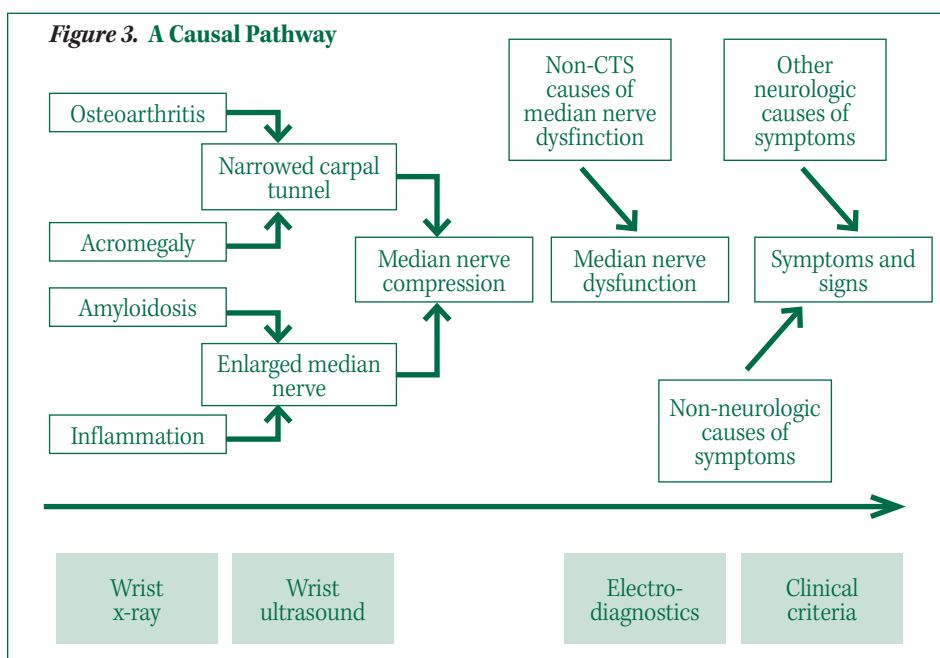 Figure 3. A Causal Pathway
Non-CTS
causes of
median nerve
dysfinction
Other
neurologic
causes of
symptoms
Osteoarthritis
Narrowed carpal
tunnel
Acromegaly
Median nerve
compression
Median nerve
dysfunction
Symptoms and
signs
Amyloidosis
Enlarged median
nerve
Inflammation
Non-neurologic
causes of
symptoms
Wrist
x-ray
Wrist
ultrasound
Electro-
diagnostics
Clinical
criteria